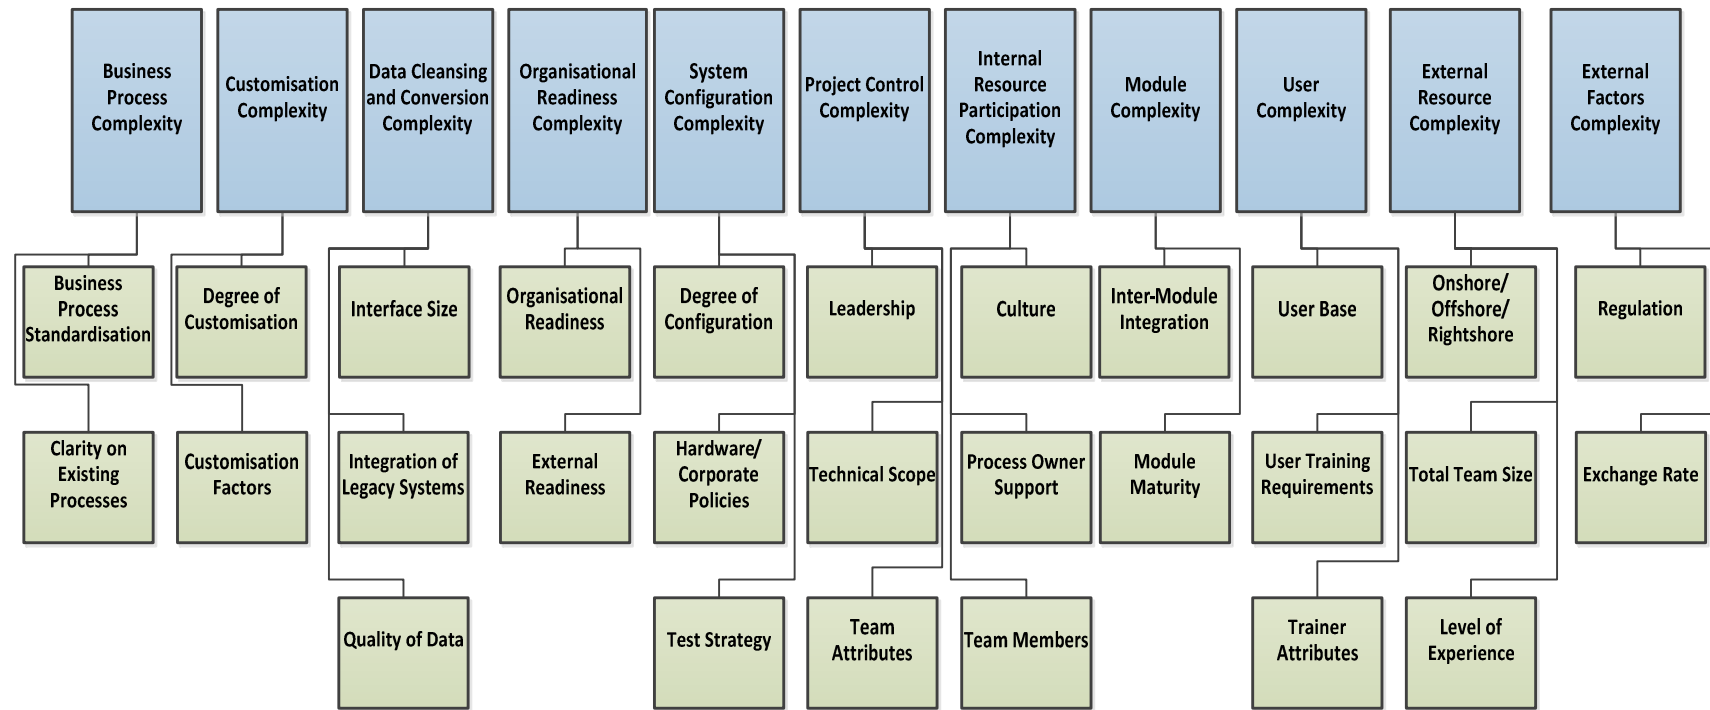 Business
Process
Complexity
Customisation
Complexity
Data Cleansing
and Conversion
Complexity
Organisational
Readiness
Complexity
System
Configuration
Complexity
Project Control
Complexity
Internal
Resource
Participation
Complexity
Module
Complexity
User
Complexity
External
Resource
Complexity
External
Factors
Complexity
Business
Process
Standardisation
Degree of
Customisation
Interface Size
Organisational
Readiness
Degree of
Configuration
Leadership
Culture
Inter-Module
Integration
User Base
Onshore/
Offshore/
Rightshore
Regulation
Clarity on
Existing
Processes
Customisation
Factors
Integration of
Legacy Systems
External
Readiness
Hardware/
Corporate
Policies
Technical Scope
Process Owner
Support
Module
Maturity
User Training
Requirements
Total Team Size
Exchange Rate
Quality of Data
Test Strategy
Team
Attributes
Team Members
Trainer
Attributes
Level of
Experience